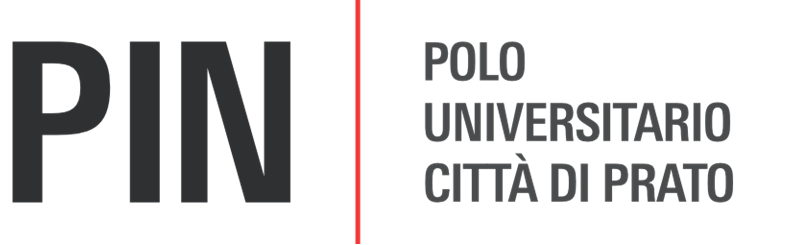 PIN
POLO
UNIVERSITARIO
CITTÀ DI PRATO